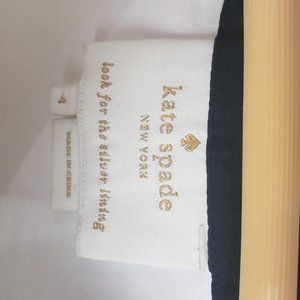 kate spade
NEW YORK
look for the silver lining
4
MADE IN CHINA